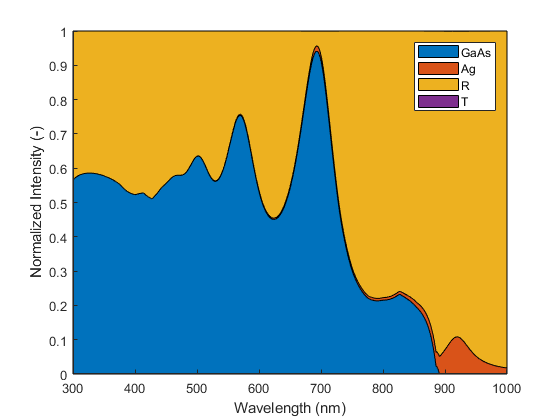 GaAs
Ag
R
T
1
0.9
0.8
0.7
0.6
0.5
0.4
0.3
0.2
0.1
0
Normalized Intensity (-)
300 400 500 600 700 800 900 1000
Wavelength (nm)